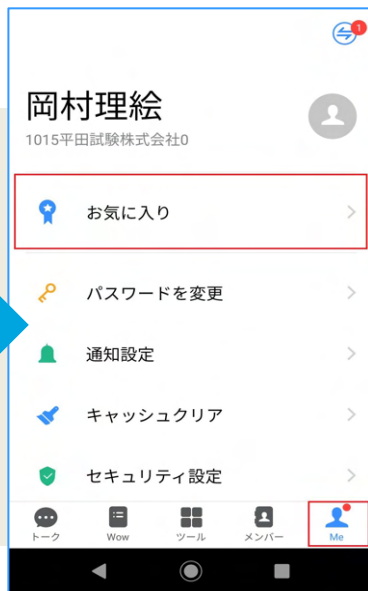 1
岡村理絵
1015平田試験株式会社0
お気に入り
パスワードを変更
通知設定
キャッシュクリア
セキュリティ設定
トーク Wow ツール メンバー Me